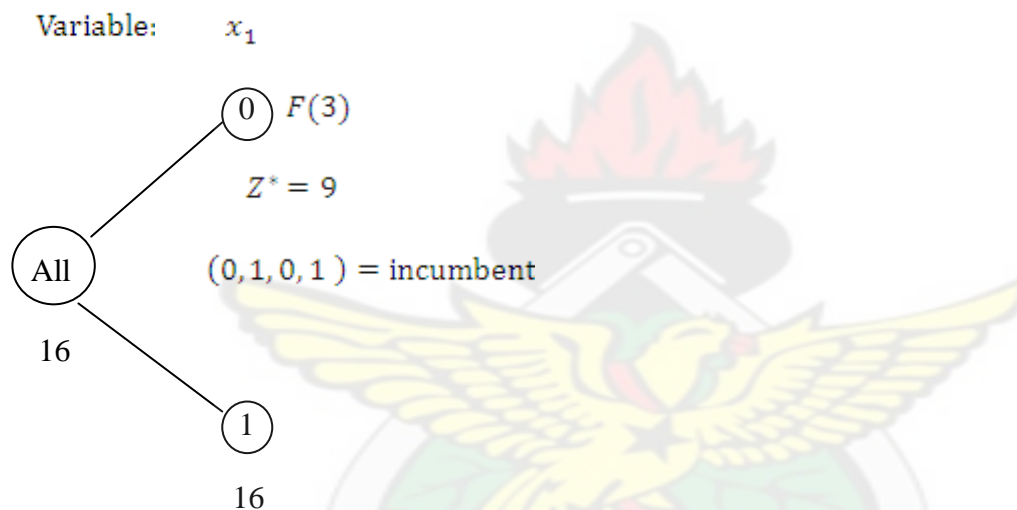 Variable: x₁
0 F(3)
Z* = 9
All (0, 1, 0, 1 ) = incumbent
16
1
16